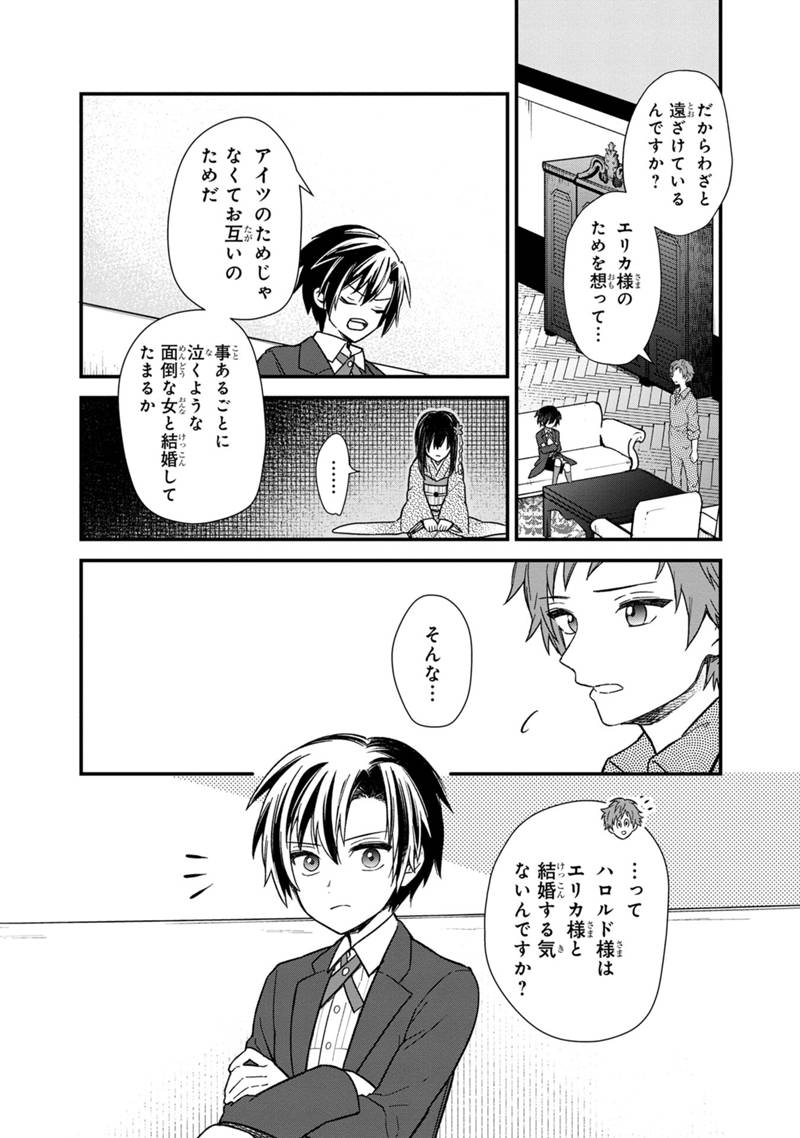 だからわざと
遠ざけている
んですか?
エリカ様の
ためを想って…
アイツのためじゃ
なくてお互いの
ためだ
事あるごとに
泣くような
面倒な女と結婚して
たまるか
……
そんな…
…って
ハロルド様は
エリカ様と
結婚する気
ないんですか?